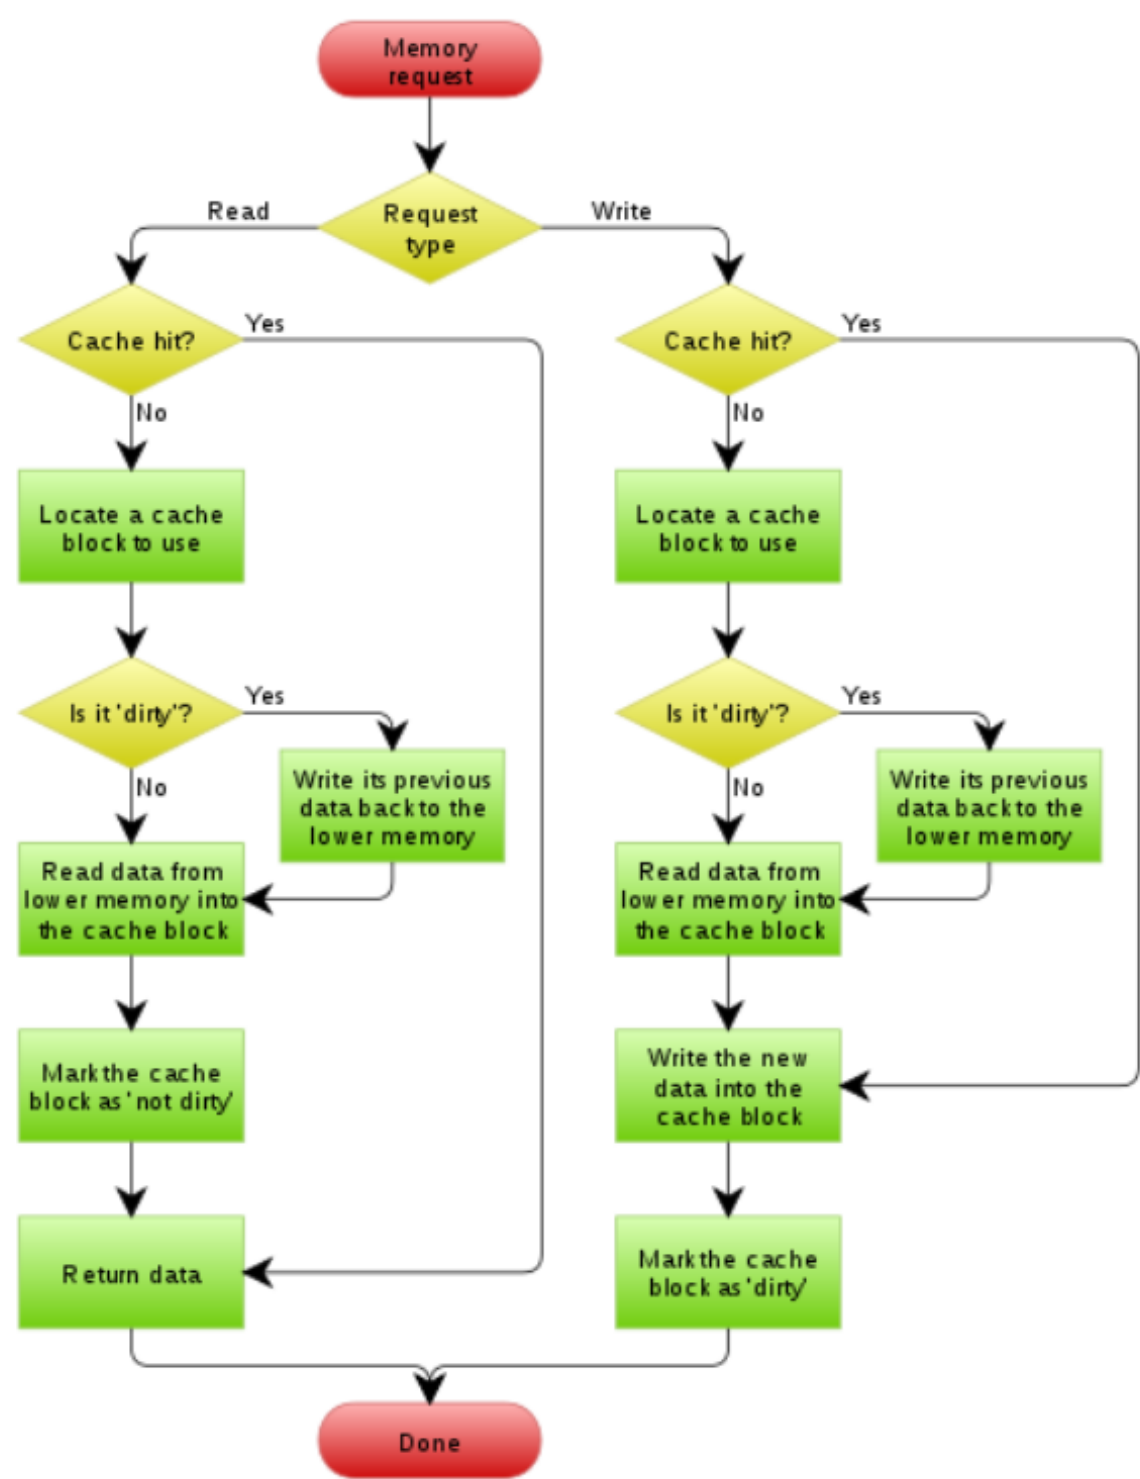 Memory
request
Read
Request
type
Write
Cache hit?
Yes
Cache hit?
Yes
No
No
Locate a cache
block to use
Locate a cache
block to use
Is it 'dirty'?
Yes
Is it 'dirty'?
Yes
No
Write its previous
data back to the
lower memory
No
Write its previous
data back to the
lower memory
Read data from
lower memory into
the cache block
Read data from
lower memory into
the cache block
Mark the cache
block as 'not dirty'
Write the new
data into the
cache block
Return data
Mark the cache
block as 'dirty'
Done